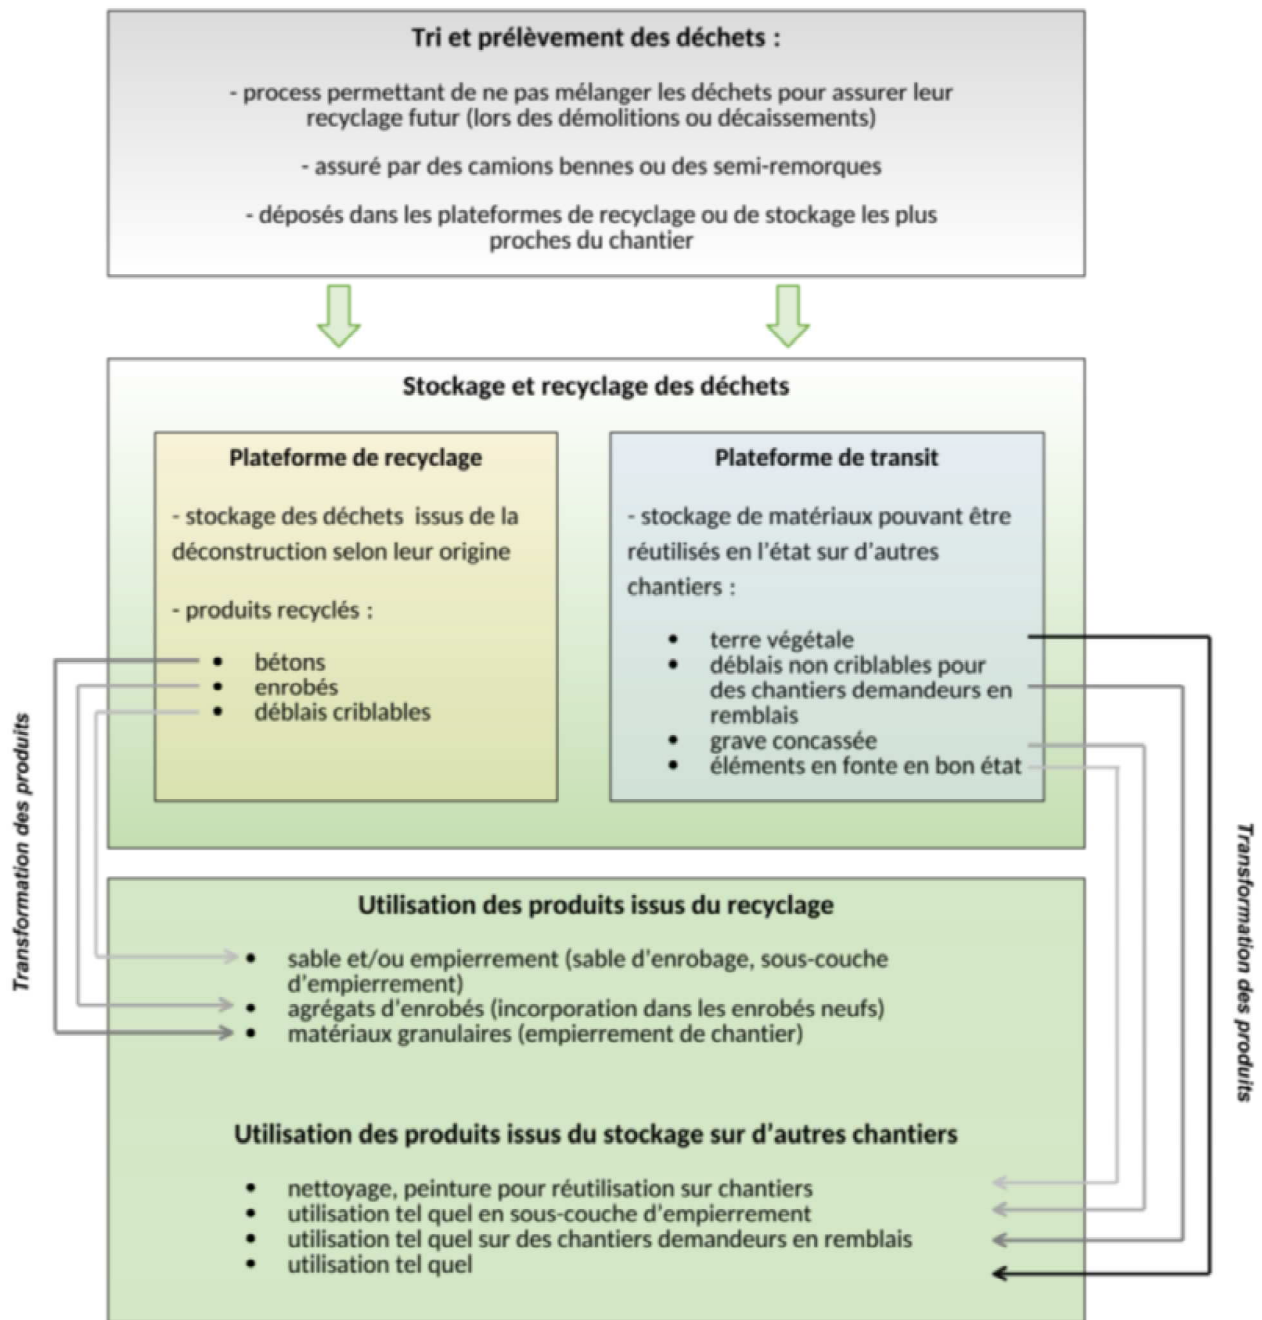 Tri et prélèvement des déchets :
- process permettant de ne pas mélanger les déchets pour assurer leur
recyclage futur (lors des démolitions ou décaissements)
- assuré par des camions bennes ou des semi-remorques
- déposés dans les plateformes de recyclage ou de stockage les plus
proches du chantier
Stockage et recyclage des déchets
Plateforme de recyclage
- stockage des déchets issus de la
déconstruction selon leur origine
- produits recyclés :
• bétons
• enrobés
• déblais criblables
Plateforme de transit
- stockage de matériaux pouvant être
réutilisés en l'état sur d'autres
chantiers :
• terre végétale
• déblais non criblables pour
des chantiers demandeurs en
remblais
• grave concassée
• éléments en fonte en bon état
Transformation des produits
Transformation des produits
Utilisation des produits issus du recyclage
• sable et/ou empierrement (sable d'enrobage, sous-couche
d'empierrement)
• agrégats d'enrobés (incorporation dans les enrobés neufs)
• matériaux granulaires (empierrement de chantier)
Utilisation des produits issus du stockage sur d'autres chantiers
• nettoyage, peinture pour réutilisation sur chantiers
• utilisation tel quel en sous-couche d'empierrement
• utilisation tel quel sur des chantiers demandeurs en remblais
• utilisation tel quel